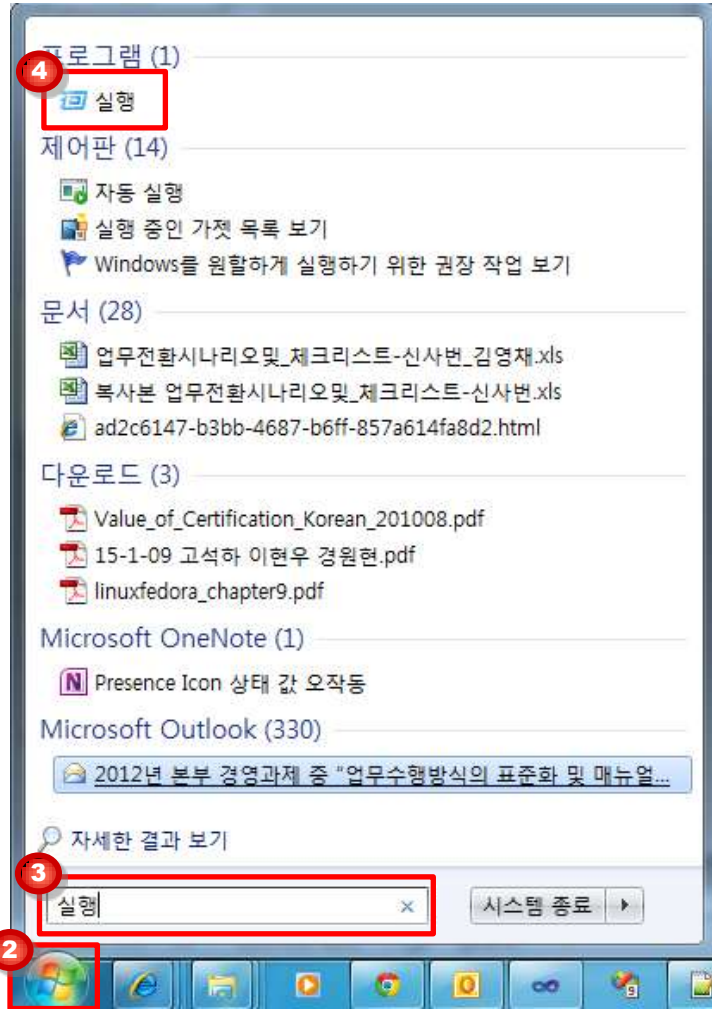 프로그램 (1)
4
실행
제어판 (14)
자동 실행
실행 중인 가젯 목록 보기
Windows를 원할하게 실행하기 위한 권장 작업 보기
문서 (28)
업무전환시나리오및_체크리스트-신사번_김영재.xls
복사본 업무전환시나리오및_체크리스트-신사번.xls
ad2c6147-b3bb-4687-b6ff-857a614fa8d2.html
다운로드 (3)
Value_of_Certification_Korean_201008.pdf
15-1-09 고석하 이현우 경원현.pdf
linuxfedora_chapter9.pdf
Microsoft OneNote (1)
Presence Icon 상태 값 오작동
Microsoft Outlook (330)
2012년 본부 경영과제 중 "업무수행방식의 표준화 및 매뉴얼...
자세한 결과 보기
3
실행
시스템 종료
2